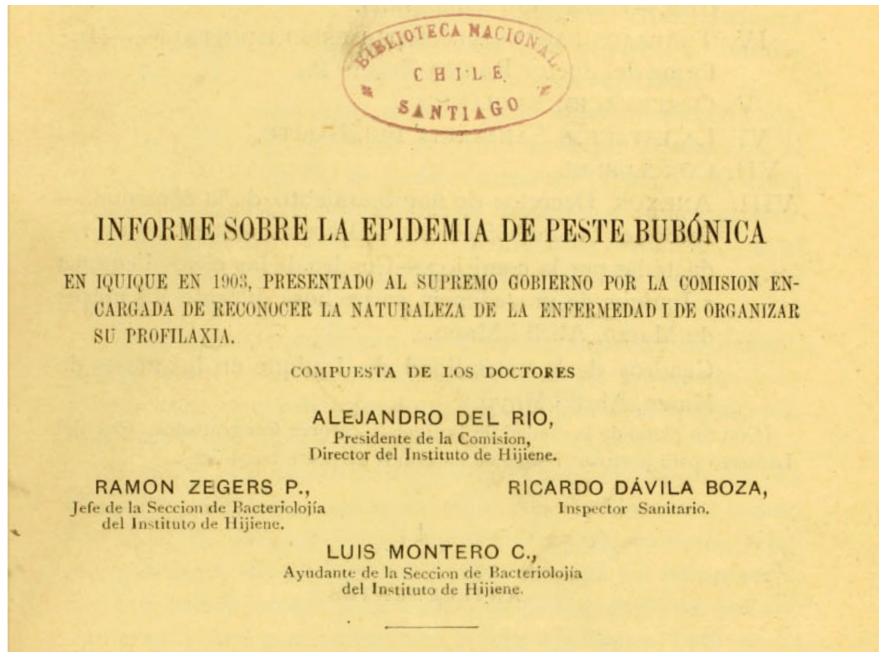 BIBLIOTECA NACIONAL
CHILE
SANTIAGO
INFORME SOBRE LA EPIDEMIA DE PESTE BUBÓNICA
EN IQUIQUE EN 1903, PRESENTADO AL SUPREMO GOBIERNO POR LA COMISION EN-
CARGADA DE RECONOCER LA NATURALEZA DE LA ENFERMEDAD I DE ORGANIZAR
SU PROFILAXIA.
COMPUESTA DE LOS DOCTORES
ALEJANDRO DEL RIO,
Presidente de la Comision,
Director del Instituto de Hijiene.
RAMON ZEGERS P.,
Jefe de la Seccion de Bacteriolojía
del Instituto de Hijiene.
RICARDO DÁVILA BOZA,
Inspector Sanitario.
LUIS MONTERO C.,
Ayudante de la Seccion de Bacteriolojía
del Instituto de Hijiene.